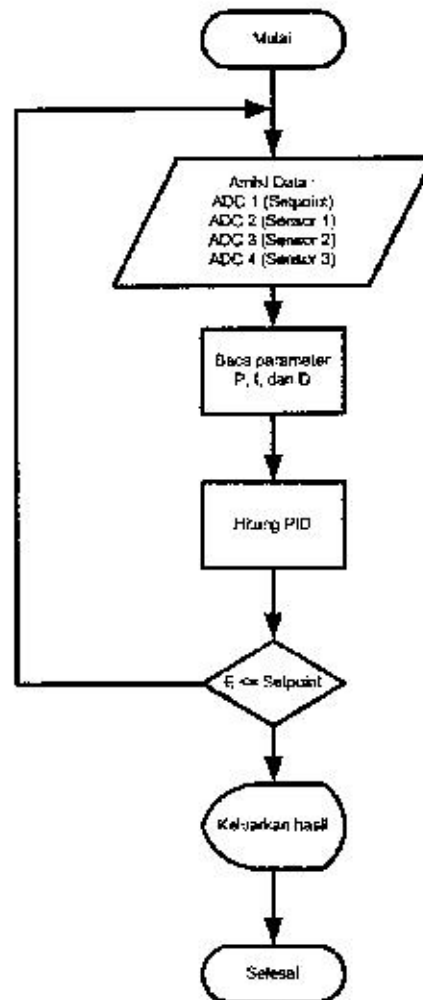 Mulai
Ambil Data :
ADC 1 (Setpoint)
ADC 2 (Sensor 1)
ADC 3 (Sensor 2)
ADC 4 (Sensor 3)
Baca parameter
P, I, dan D
Hitung PID
<= Setpoint
Keluarkan hasil
Selesai